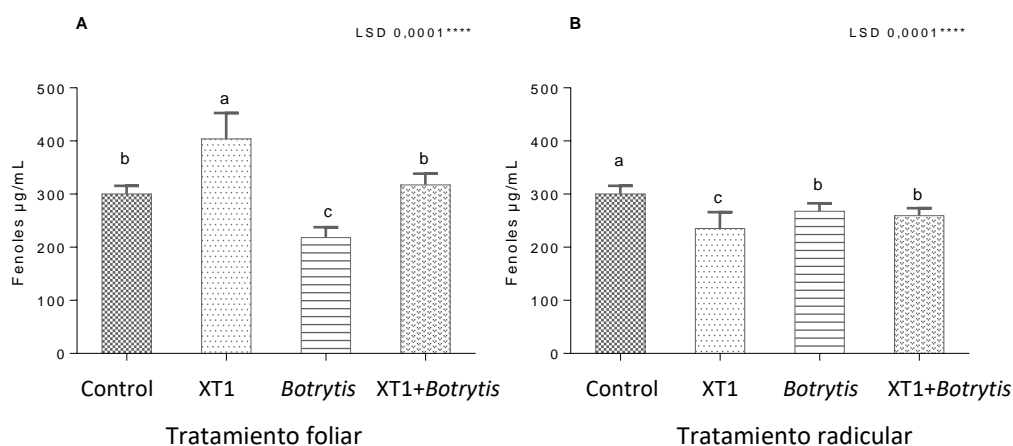 A
LSD 0,0001****
500
400
300
200
100
0
Fenoles µg/mL
b
a
c
b
Control
XT1
Botrytis
XT1+Botrytis
Tratamiento foliar
B
LSD 0,0001****
500
400
300
200
100
0
Fenoles µg/mL
a
c
b
b
Control
XT1
Botrytis
XT1+Botrytis
Tratamiento radicular